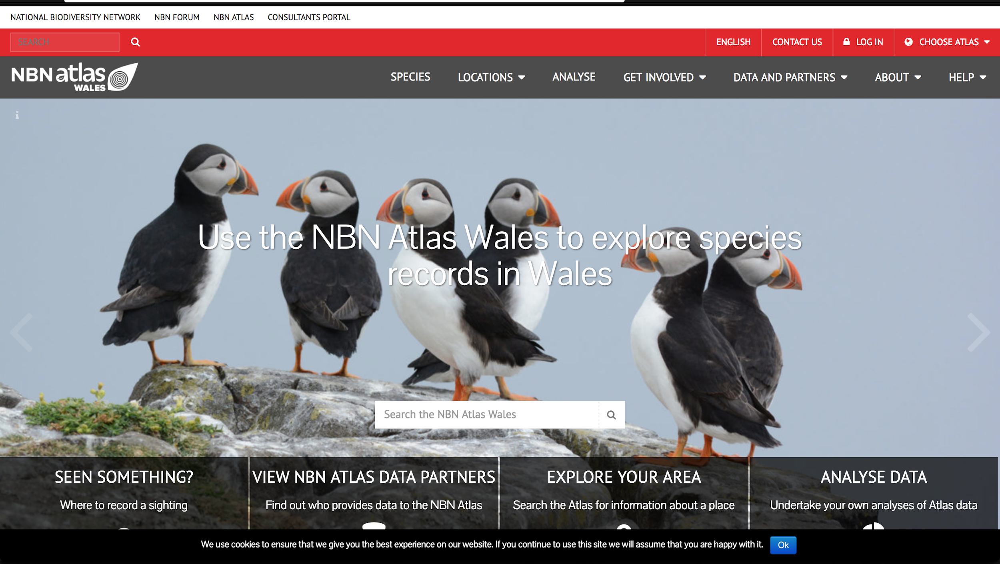 NATIONAL BIODIVERSITY NETWORK NBN FORUM NBN ATLAS CONSULTANTS PORTAL
SEARCH ENGLISH CONTACT US LOG IN CHOOSE ATLAS
NBN atlas
WALES
SPECIES LOCATIONS ANALYSE GET INVOLVED DATA AND PARTNERS ABOUT HELP
i
Use the NBN Atlas Wales to explore species
records in Wales
Search the NBN Atlas Wales
SEEN SOMETHING?
Where to record a sighting
VIEW NBN ATLAS DATA PARTNERS
Find out who provides data to the NBN Atlas
EXPLORE YOUR AREA
Search the Atlas for information about a place
ANALYSE DATA
Undertake your own analyses of Atlas data
We use cookies to ensure that we give you the best experience on our website. If you continue to use this site we will assume that you are happy with it. Ok